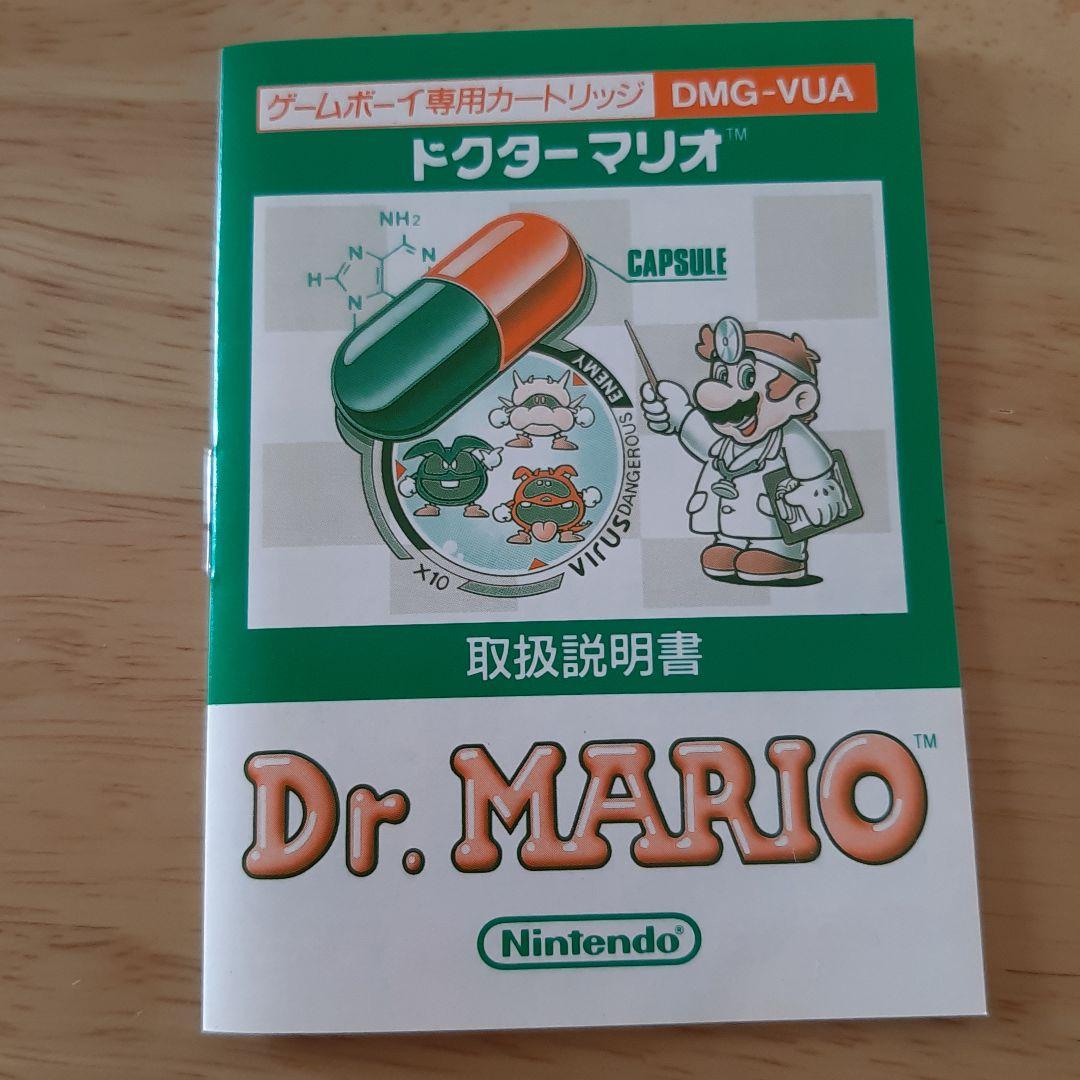 ゲームボーイ専用カートリッジ DMG-VUA
ドクターマリオ™
NH₂
N
N
H
N
CAPSULE
ENEMY
DANGEROUS
VIrUS
X10
取扱説明書
Dr. MARIO™
Nintendo®